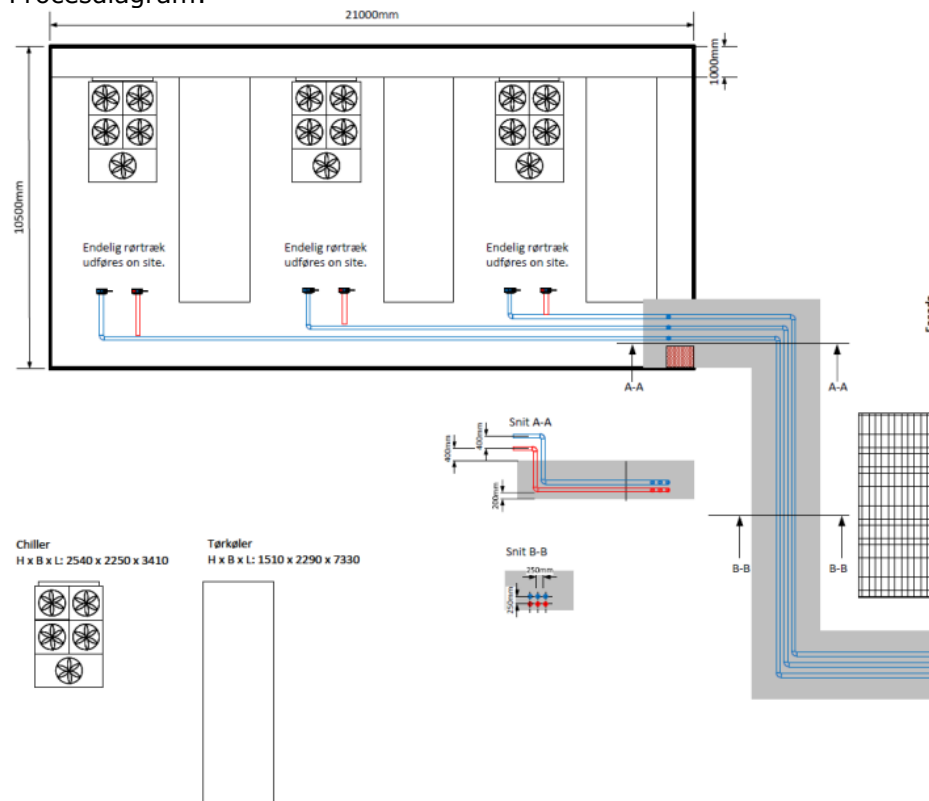 Procesdiagram.
21000mm
1000mm
10500mm
Endelig rørtræk
udføres on site.
Endelig rørtræk
udføres on site.
Endelig rørtræk
udføres on site.
A-A
A-A
Snit A-A
400mm
400mm
200mm
B-B
B-B
Snit B-B
250mm
250mm
Chiller
H x B x L: 2540 x 2250 x 3410
Tørkøler
H x B x L: 1510 x 2290 x 7330